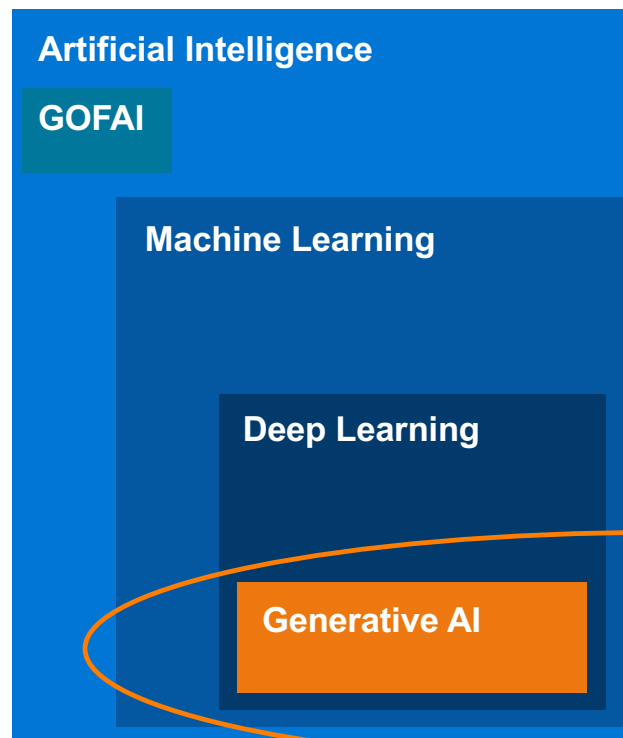 Artificial Intelligence
GOFAI
Machine Learning
Deep Learning
Generative AI